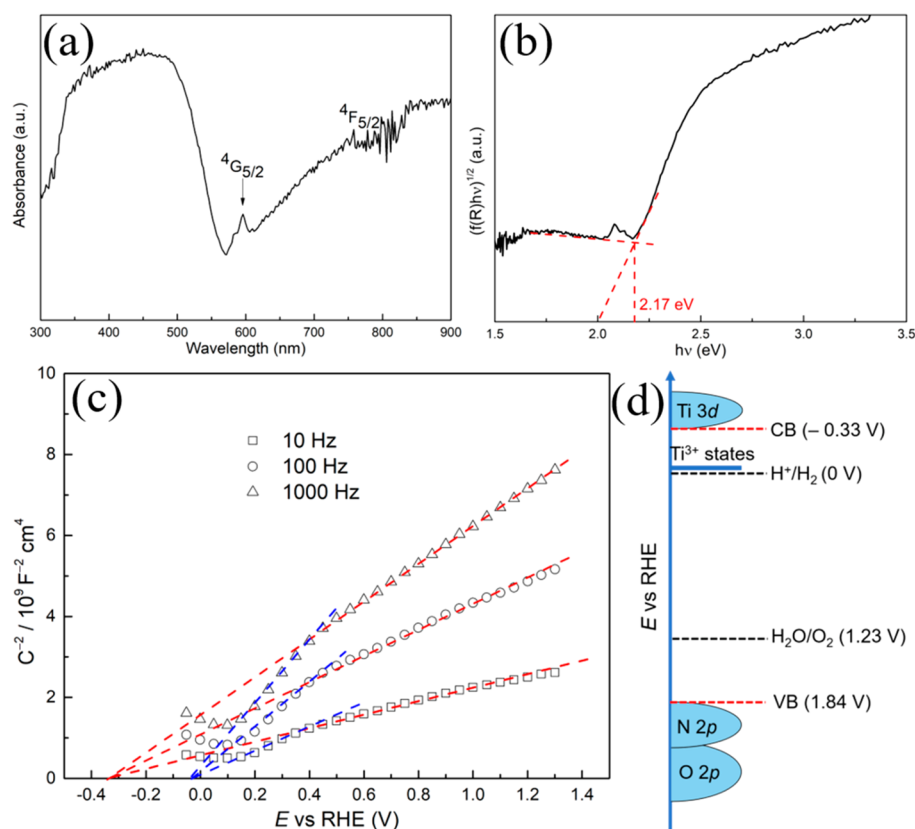 (a)
Absorbance (a.u.)
⁴G₅/₂
⁴F₅/₂
300 400 500 600 700 800 900
Wavelength (nm)
(b)
(f(R)hν)¹/² (a.u.)
2.17 eV
1.5 2.0 2.5 3.0 3.5
hν (eV)
(c)
C⁻² / 10⁹ F⁻² cm⁴
10
8
6
4
2
0
10 Hz
100 Hz
1000 Hz
-0.4 -0.2 0.0 0.2 0.4 0.6 0.8 1.0 1.2 1.4
E vs RHE (V)
(d)
E vs RHE
Ti 3d
CB (– 0.33 V)
Ti³⁺ states
H⁺/H₂ (0 V)
H₂O/O₂ (1.23 V)
VB (1.84 V)
N 2p
O 2p